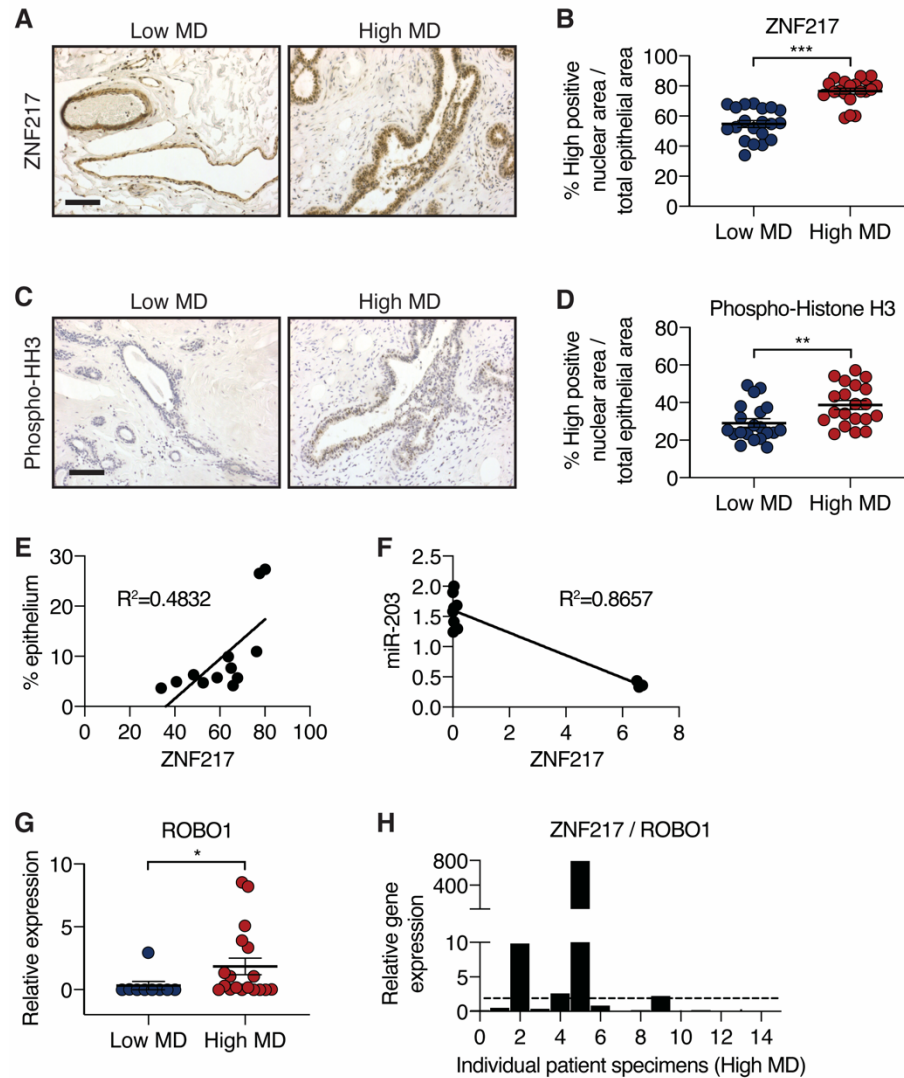 A
Low MD
High MD
ZNF217
B
ZNF217
***
% High positive
nuclear area /
total epithelial area
100
80
60
40
20
0
Low MD
High MD
C
Low MD
High MD
Phospho-HH3
D
Phospho-Histone H3
**
% High positive
nuclear area /
total epithelial area
80
60
40
20
0
Low MD
High MD
E
% epithelium
30
20
10
0
R²=0.4832
0 20 40 60 80 100
ZNF217
F
miR-203
2.5
2.0
1.5
1.0
0.5
0.0
R²=0.8657
0 2 4 6 8
ZNF217
G
ROBO1
*
Relative expression
10
5
0
Low MD
High MD
H
ZNF217 / ROBO1
Relative gene
expression
800
400
10
5
0
0 2 4 6 8 10 12 14
Individual patient specimens (High MD)